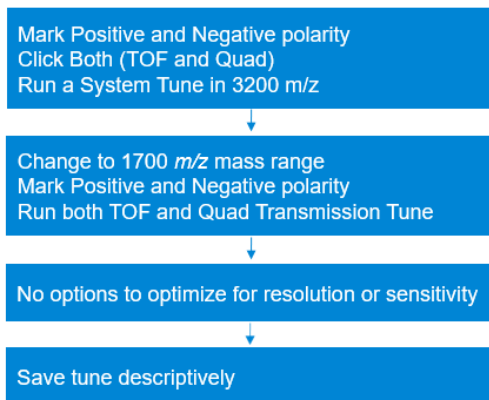 Mark Positive and Negative polarity
Click Both (TOF and Quad)
Run a System Tune in 3200 m/z
Change to 1700 m/z mass range
Mark Positive and Negative polarity
Run both TOF and Quad Transmission Tune
No options to optimize for resolution or sensitivity
Save tune descriptively